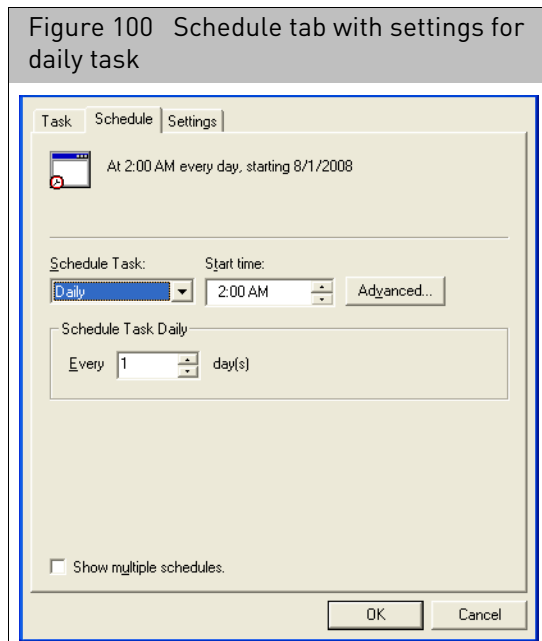 Figure 100 Schedule tab with settings for
daily task
Task Schedule Settings
At 2:00 AM every day, starting 8/1/2008
Schedule Task: Start time:
Daily 2:00 AM Advanced...
Schedule Task Daily
Every 1 day(s)
Show multiple schedules.
OK Cancel